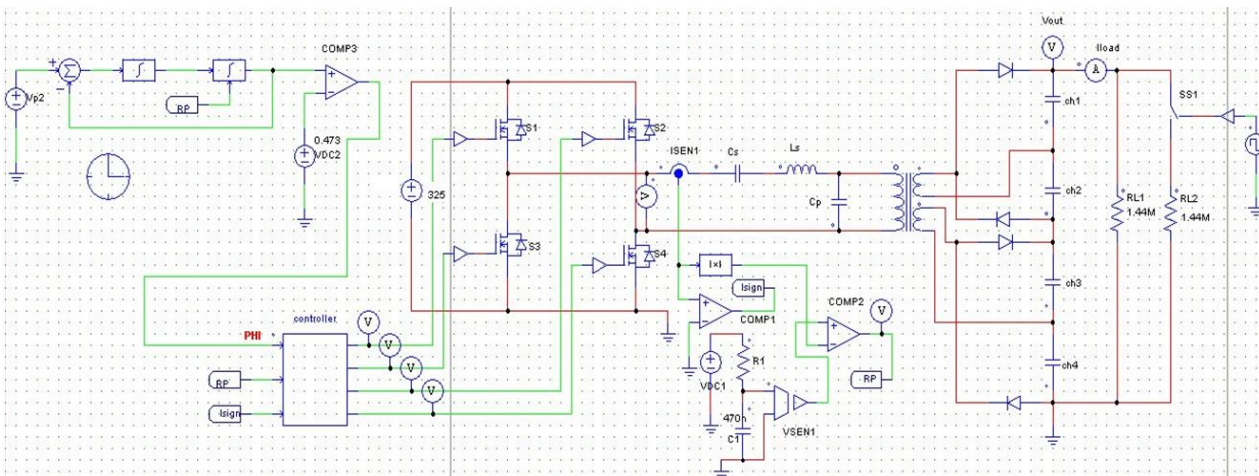 Vp2
RP
COMP3
0.473
VDC2
325
S1
S2
S3
S4
ISEN1
Cs
Ls
Cp
V
|x|
Isign
COMP1
COMP2
V
RP
VDC1
R1
470n
C1
VSEN1
PHI
controller
RP
Isign
V
V
V
V
Vout
V
Iload
A
ch1
ch2
ch3
ch4
RL1
1.44M
RL2
1.44M
SS1